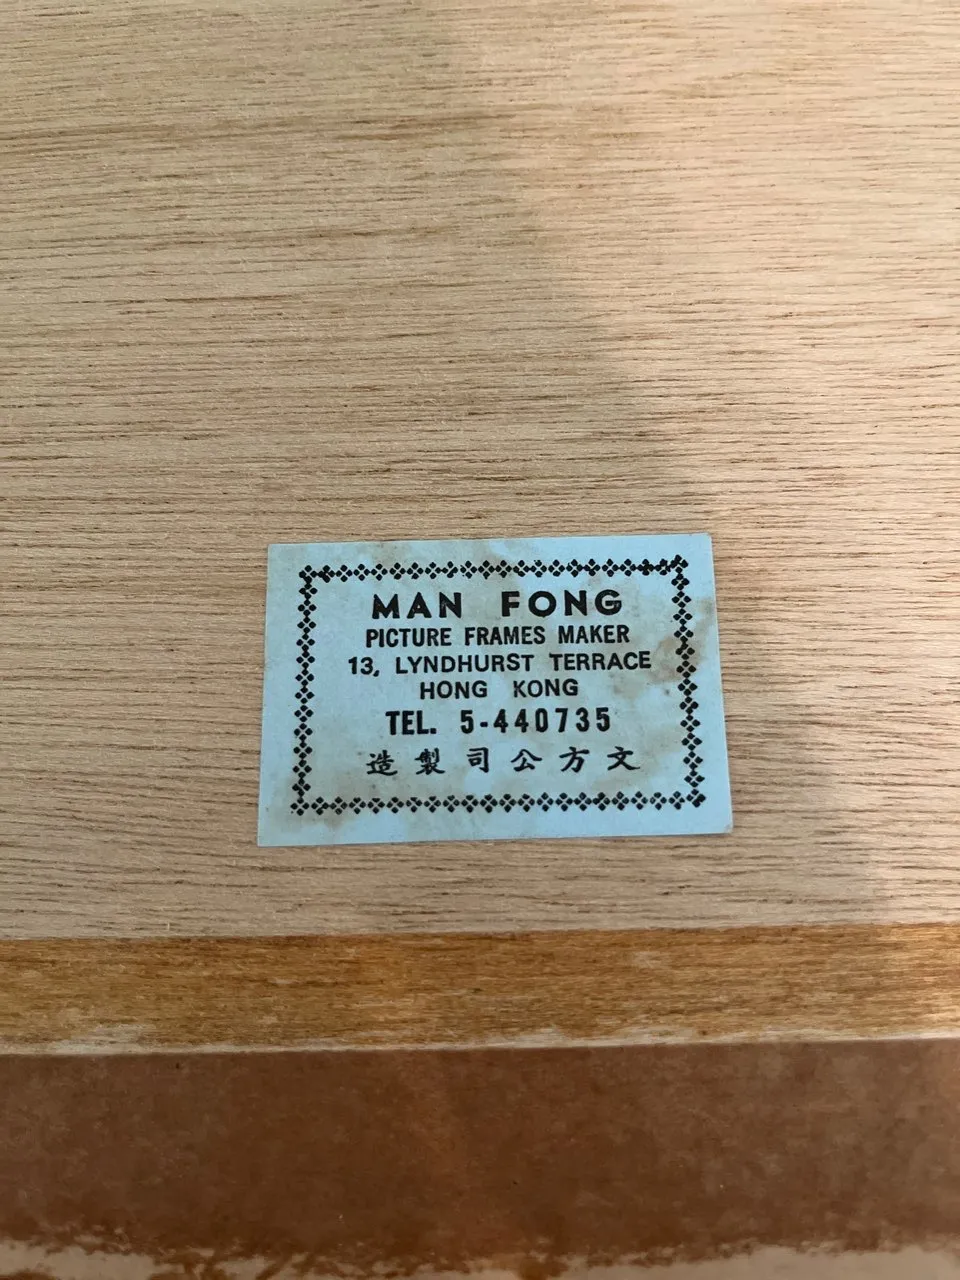 MAN FONG
PICTURE FRAMES MAKER
13, LYNDHURST TERRACE
HONG KONG
TEL. 5-440735
文方公司製造